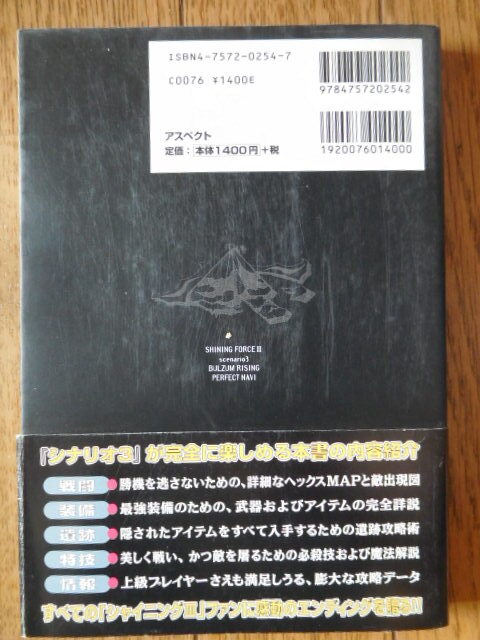 ISBN4-7572-0254-7
C0076 ¥1400E
9784757202542
アスペクト
定価：本体1400円+税
1920076014000
SHINING FORCE III
scenario3
BULZUM RISING
PERFECT NAVI
「シナリオ3」が完全に楽しめる本書の内容紹介
戦闘 勝機を逃さないための、詳細なヘックスMAPと敵出現図
装備 最強装備のための、武器およびアイテムの完全詳説
遺跡 隠されたアイテムをすべて入手するための遺跡攻略術
特技 美しく戦い、かつ敵を屠るための必殺技および魔法解説
情報 上級プレイヤーさえも満足しうる、膨大な攻略データ
すべての「シャイニングIII」ファンに感動のエンディングを贈る!!